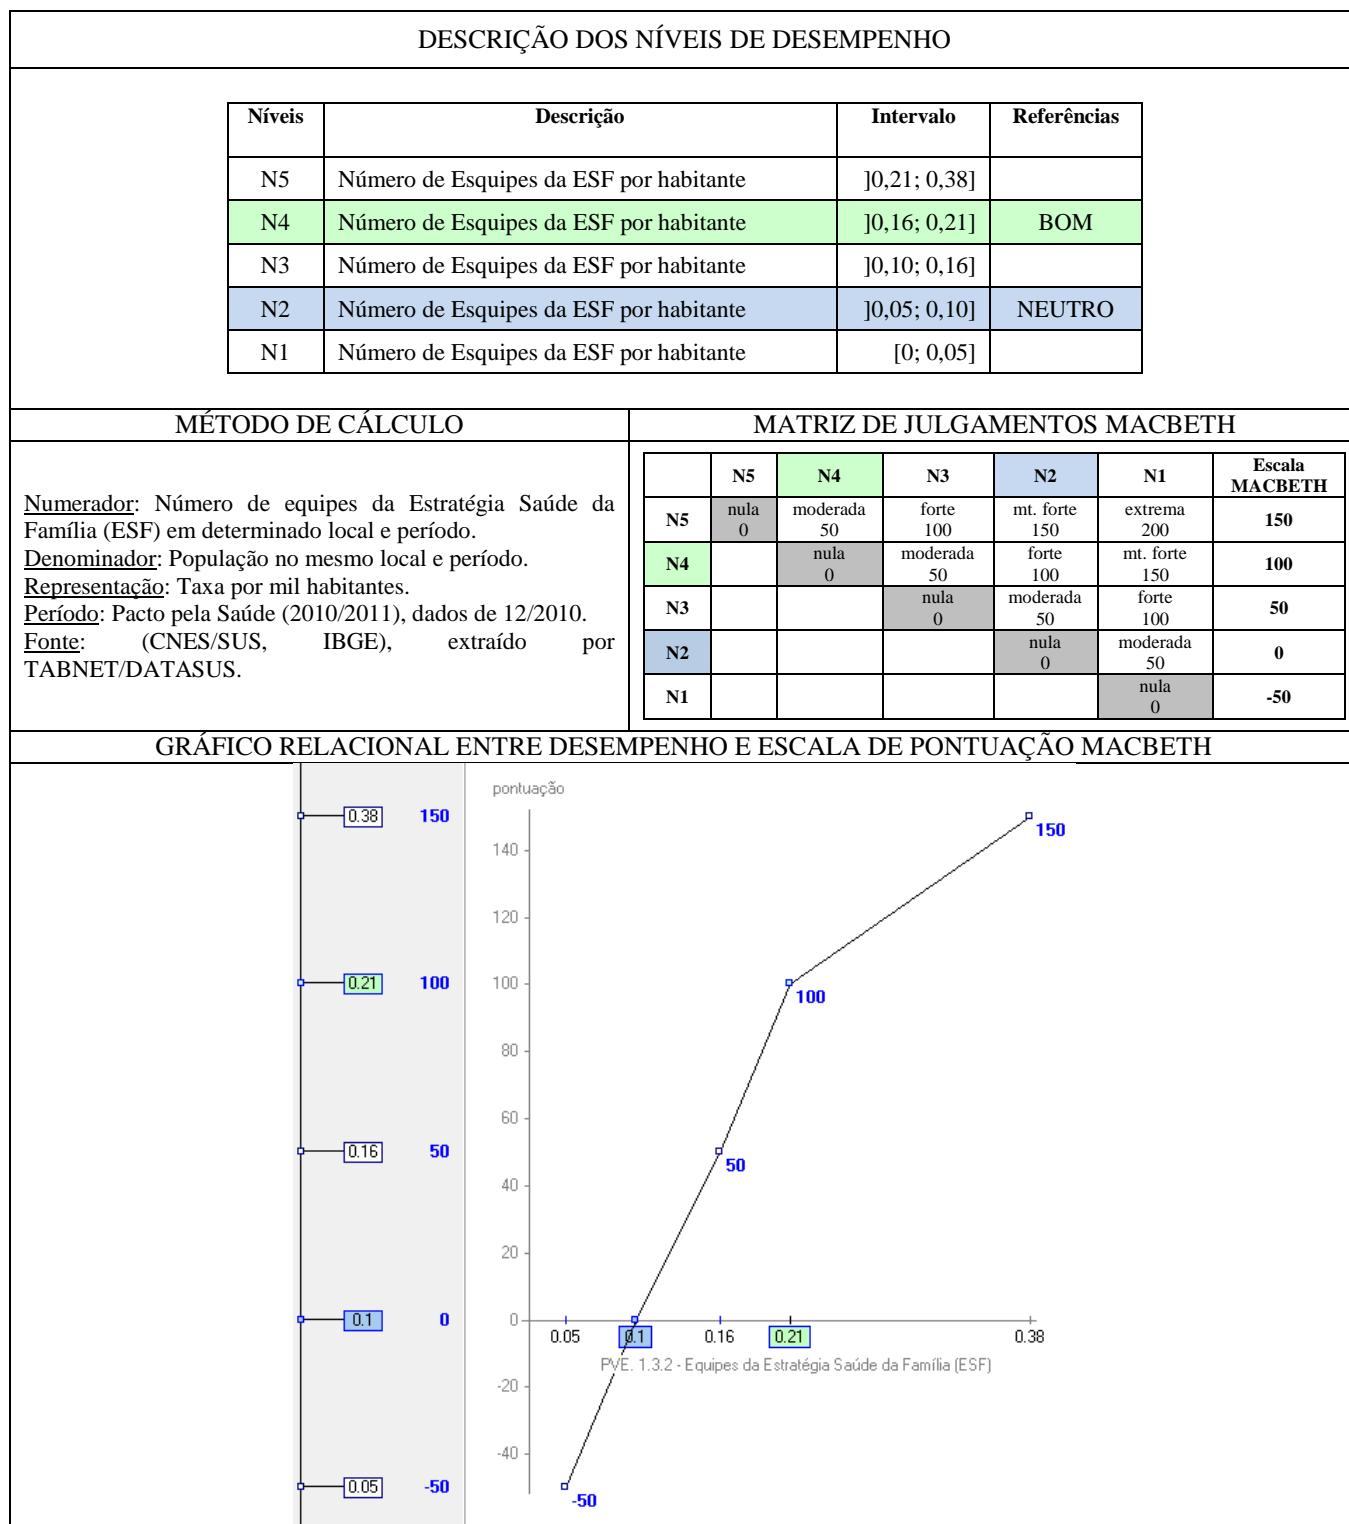 DESCRIÇÃO DOS NÍVEIS DE DESEMPENHO
Níveis Descrição Intervalo Referências
N5 Número de Esquipes da ESF por habitante ]0,21; 0,38]
N4 Número de Esquipes da ESF por habitante ]0,16; 0,21] BOM
N3 Número de Esquipes da ESF por habitante ]0,10; 0,16]
N2 Número de Esquipes da ESF por habitante ]0,05; 0,10] NEUTRO
N1 Número de Esquipes da ESF por habitante [0; 0,05]
MÉTODO DE CÁLCULO
Numerador: Número de equipes da Estratégia Saúde da
Família (ESF) em determinado local e período.
Denominador: População no mesmo local e período.
Representação: Taxa por mil habitantes.
Período: Pacto pela Saúde (2010/2011), dados de 12/2010.
Fonte: (CNES/SUS, IBGE), extraído por
TABNET/DATASUS.
MATRIZ DE JULGAMENTOS MACBETH
N5 N4 N3 N2 N1 Escala
MACBETH
N5 nula moderada forte mt. forte extrema 150
0 50 100 150 200
N4 nula moderada forte mt. forte 100
0 50 100 150
N3 nula moderada forte 50
0 50 100
N2 nula moderada 0
0 50
N1 nula -50
0
GRÁFICO RELACIONAL ENTRE DESEMPENHO E ESCALA DE PONTUAÇÃO MACBETH
0.38 150
0.21 100
0.16 50
0.1 0
0.05 -50
pontuação
140
120
100
80
60
40
20
0
-20
-40
150
100
50
-50
0.05 0.1 0.16 0.21 0.38
PVE. 1.3.2 - Equipes da Estratégia Saúde da Família (ESF)